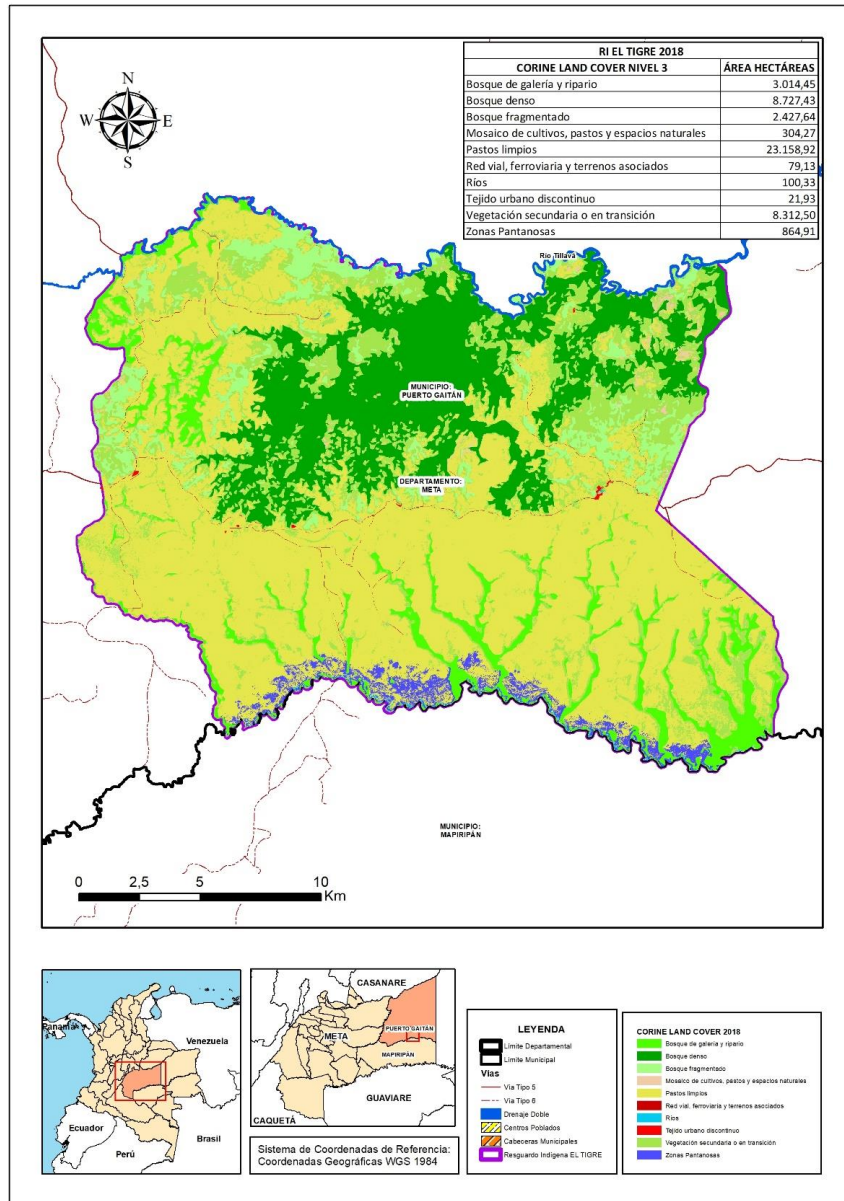 RI EL TIGRE 2018
CORINE LAND COVER NIVEL 3 ÁREA HECTÁREAS
Bosque de galería y ripario 3.014,45
Bosque denso 8.727,43
Bosque fragmentado 2.427,64
Mosaico de cultivos, pastos y espacios naturales 304,27
Pastos limpios 23.158,92
Red vial, ferroviaria y terrenos asociados 79,13
Ríos 100,33
Tejido urbano discontinuo 21,93
Vegetación secundaria o en transición 8.312,50
Zonas Pantanosas 864,91
N
W E
S
Río Tillavá
MUNICIPIO:
PUERTO GAITÁN
DEPARTAMENTO:
META
MUNICIPIO:
MAPIRIPÁN
0 2,5 5 10
Km
Panamá
Venezuela
Ecuador
Perú
Brasil
CASANARE
PUERTO GAITÁN
META
MAPIRIPÁN
GUAVIARE
CAQUETÁ
Sistema de Coordenadas de Referencia:
Coordenadas Geográficas WGS 1984
LEYENDA
Límite Departamental
Límite Municipal
Vías
Vía Tipo 5
Vía Tipo 6
Drenaje Doble
Centros Poblados
Cabeceras Municipales
Resguardo Indígena EL TIGRE
CORINE LAND COVER 2018
Bosque de galería y ripario
Bosque denso
Bosque fragmentado
Mosaico de cultivos, pastos y espacios naturales
Pastos limpios
Red vial, ferroviaria y terrenos asociados
Ríos
Tejido urbano discontinuo
Vegetación secundaria o en transición
Zonas Pantanosas